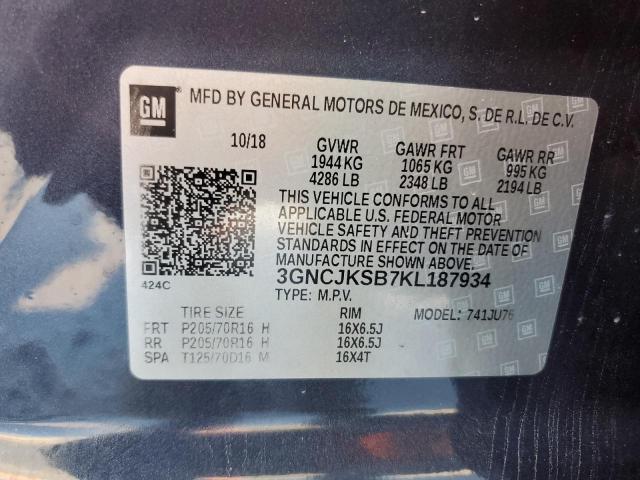 GM
MFD BY GENERAL MOTORS DE MEXICO, S. DE R.L. DE C.V.
10/18 GVWR GAWR FRT GAWR RR
1944 KG 1065 KG 995 KG
4286 LB 2348 LB 2194 LB
THIS VEHICLE CONFORMS TO ALL
APPLICABLE U.S. FEDERAL MOTOR
VEHICLE SAFETY AND THEFT PREVENTION
STANDARDS IN EFFECT ON THE DATE OF
MANUFACTURE SHOWN ABOVE.
424C
3GNCJKSB7KL187934
TYPE: M.P.V. MODEL: 741JU76
TIRE SIZE RIM
FRT P205/70R16 H 16X6.5J
RR P205/70R16 H 16X6.5J
SPA T125/70D16 M 16X4T